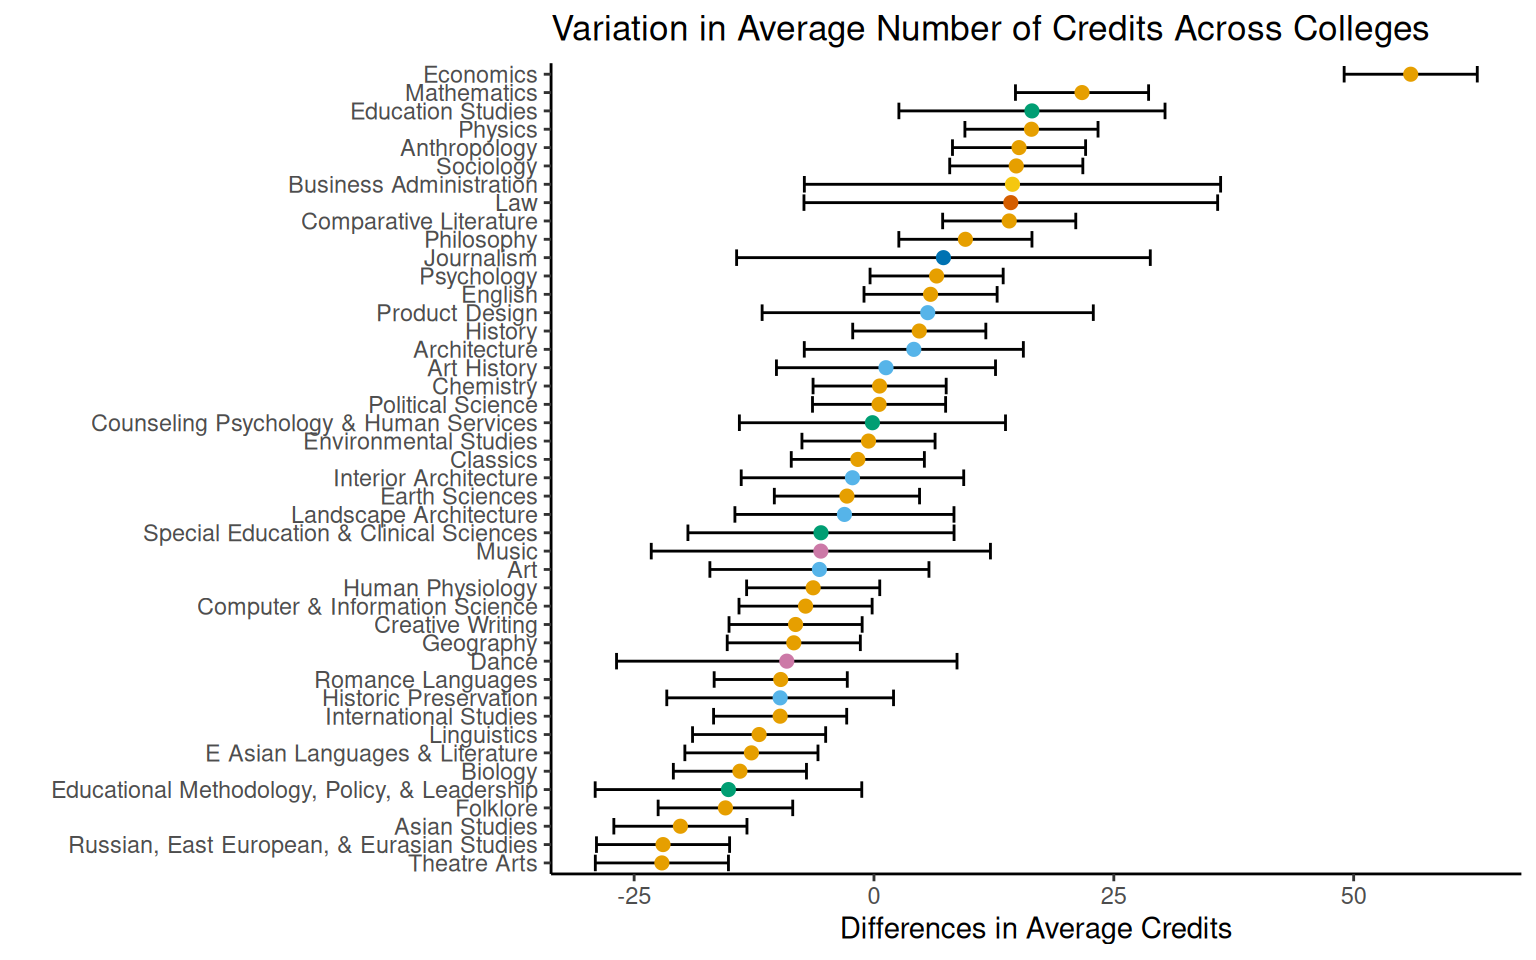 Variation in Average Number of Credits Across Colleges
Economics
Mathematics
Education Studies
Physics
Anthropology
Sociology
Business Administration
Law
Comparative Literature
Philosophy
Journalism
Psychology
English
Product Design
History
Architecture
Art History
Chemistry
Political Science
Counseling Psychology & Human Services
Environmental Studies
Classics
Interior Architecture
Earth Sciences
Landscape Architecture
Special Education & Clinical Sciences
Music
Art
Human Physiology
Computer & Information Science
Creative Writing
Geography
Dance
Romance Languages
Historic Preservation
International Studies
Linguistics
E Asian Languages & Literature
Biology
Educational Methodology, Policy, & Leadership
Folklore
Asian Studies
Russian, East European, & Eurasian Studies
Theatre Arts
-25 0 25 50
Differences in Average Credits